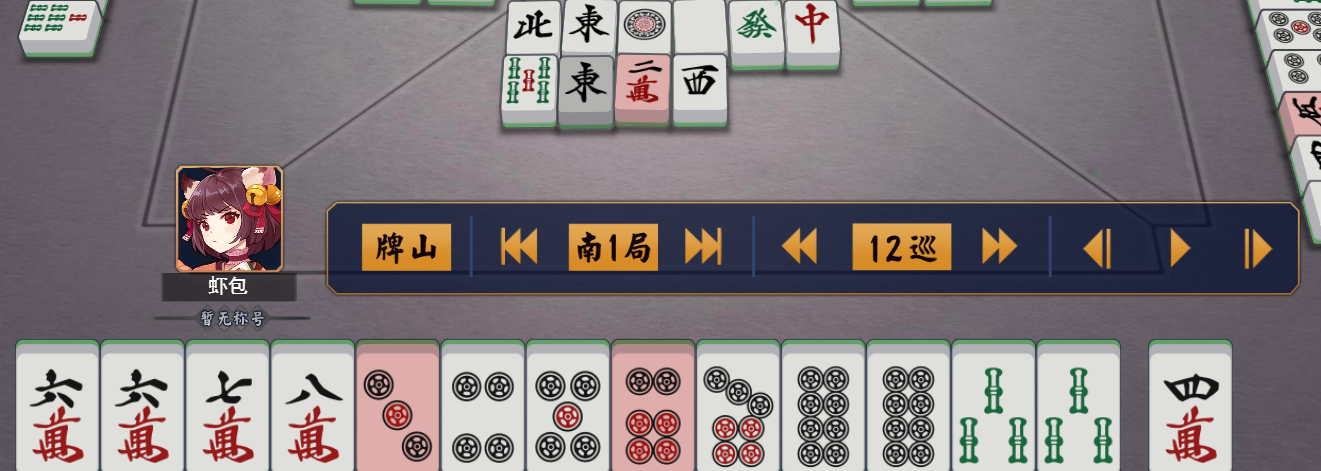 北 東 發 中
東 二萬 西
牌山 南1局 12巡
虾包
暂无称号
六萬 六萬 七萬 八萬 四萬